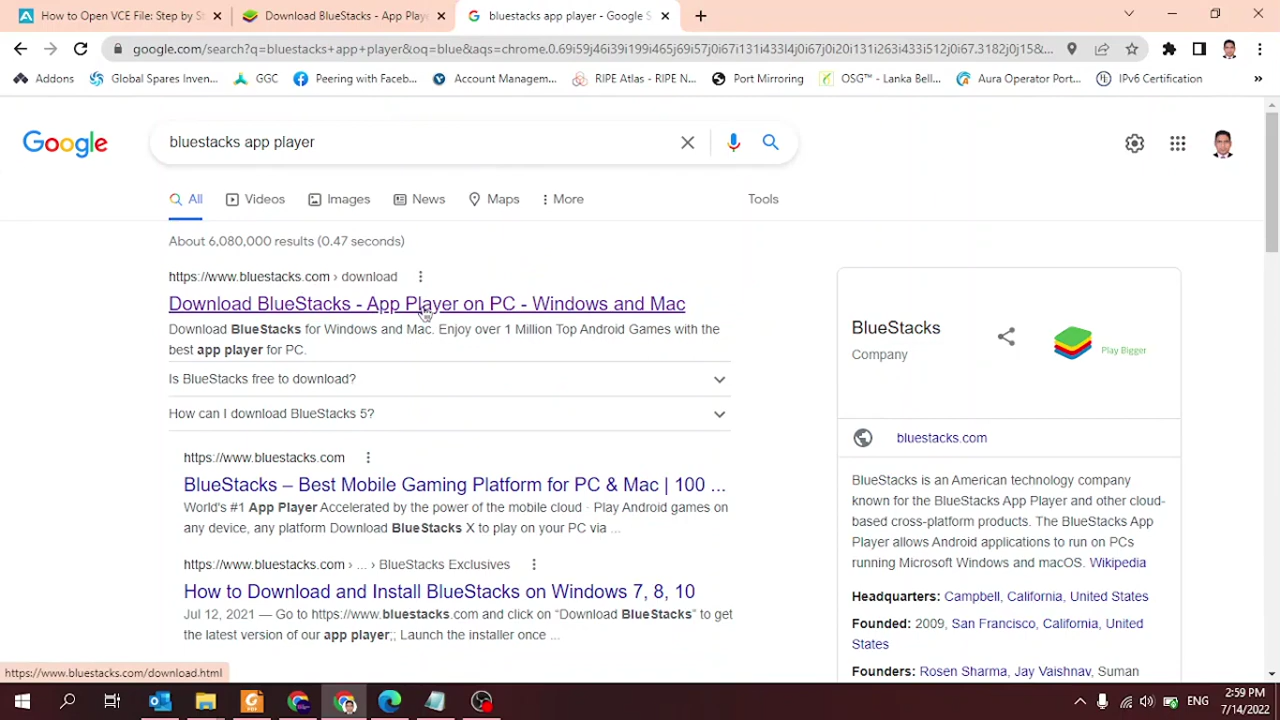 How to Open VCE File: Step by St
Download BlueStacks - App Playe
bluestacks app player - Google S
google.com/search?q=bluestacks+app+player&oq=blue&aqs=chrome.0.69i59j46i39i199i465j69i57j0i67i131i433l4j0i67j0i20i131i263i433i512j0i67.3182j0j15&...
Addons
Global Spares Inven...
GGC
Peering with Faceb...
Account Managem...
RIPE Atlas - RIPE N...
Port Mirroring
OSG™ - Lanka Bell...
Aura Operator Port...
IPv6 Certification
»
Google
bluestacks app player
All
Videos
Images
News
Maps
More
Tools
About 6,080,000 results (0.47 seconds)
https://www.bluestacks.com › download
Download BlueStacks - App Player on PC - Windows and Mac
Download BlueStacks for Windows and Mac. Enjoy over 1 Million Top Android Games with the
best app player for PC.
Is BlueStacks free to download?
How can I download BlueStacks 5?
https://www.bluestacks.com
BlueStacks – Best Mobile Gaming Platform for PC & Mac | 100 ...
World's #1 App Player Accelerated by the power of the mobile cloud · Play Android games on
any device, any platform Download BlueStacks X to play on your PC via ...
https://www.bluestacks.com › ... › BlueStacks Exclusives
How to Download and Install BlueStacks on Windows 7, 8, 10
Jul 12, 2021 — Go to https://www.bluestacks.com and click on “Download BlueStacks” to get
the latest version of our app player;; Launch the installer once ...
BlueStacks
Company
Play Bigger
bluestacks.com
BlueStacks is an American technology company
known for the BlueStacks App Player and other cloud-
based cross-platform products. The BlueStacks App
Player allows Android applications to run on PCs
running Microsoft Windows and macOS. Wikipedia
Headquarters: Campbell, California, United States
Founded: 2009, San Francisco, California, United
States
Founders: Rosen Sharma, Jay Vaishnav, Suman
https://www.bluestacks.com/download.html
ENG
2:59 PM
7/14/2022